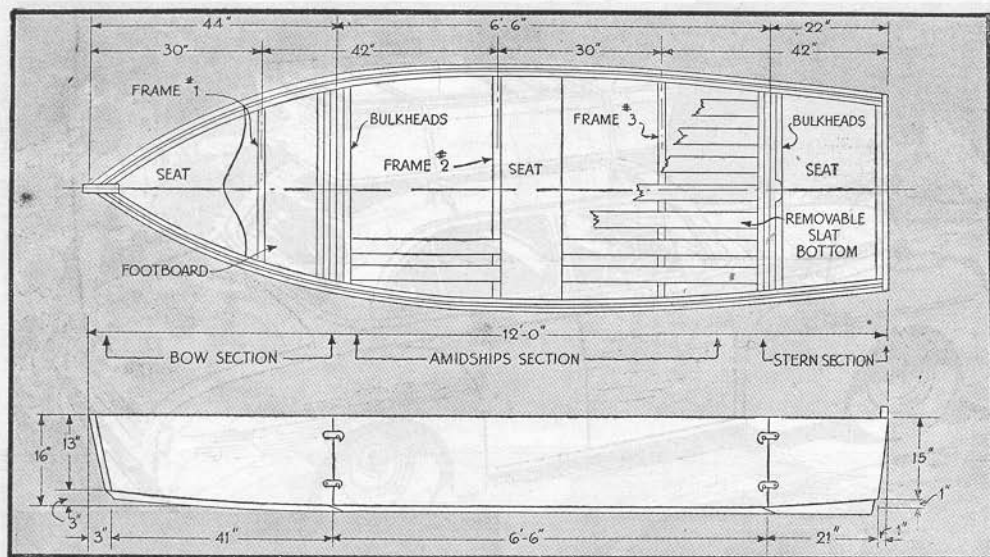 44"
6'-6"
22"
30"
42"
30"
42"
FRAME #1
BULKHEADS
FRAME #2
SEAT
SEAT
FRAME #3
BULKHEADS
SEAT
REMOVABLE
SLAT
BOTTOM
FOOTBOARD
12'-0"
BOW SECTION
AMIDSHIPS SECTION
STERN SECTION
16"
13"
15"
3"
1"
3"
41"
6'-6"
21"
1"